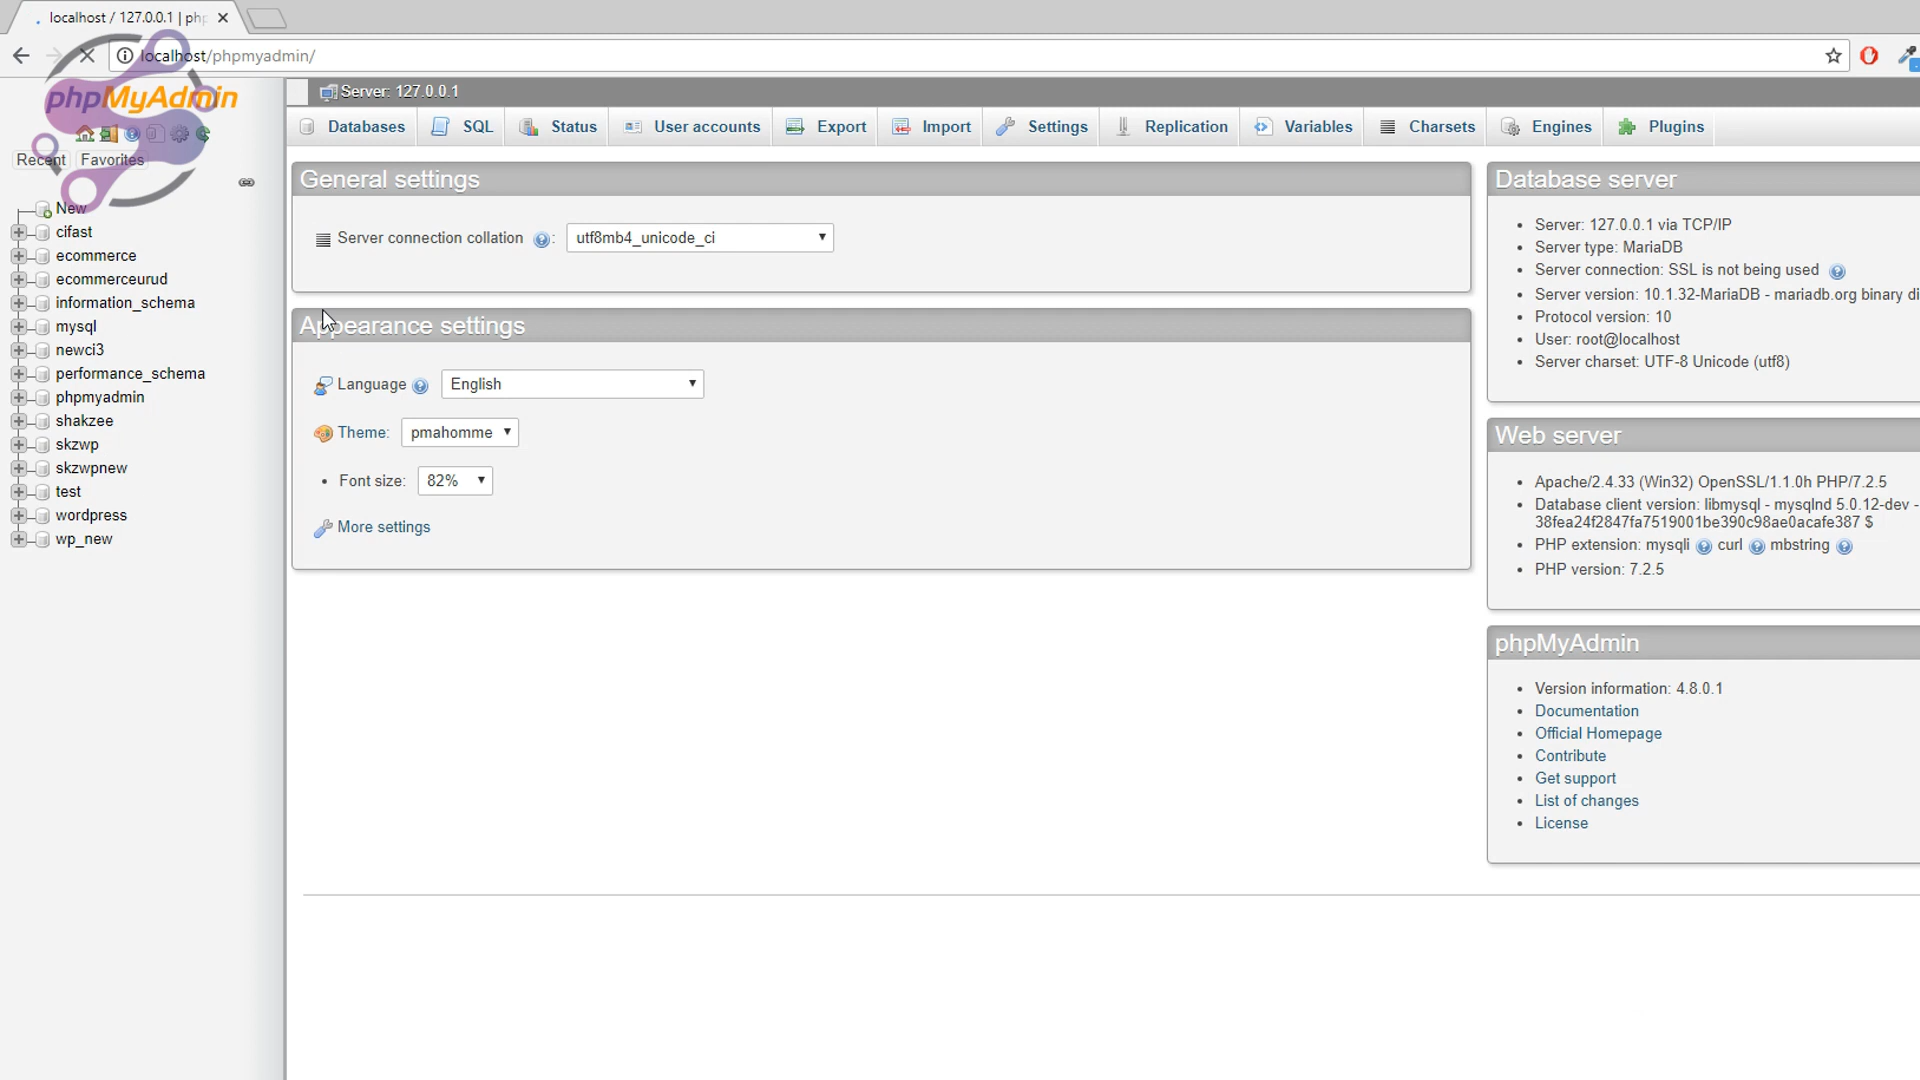 localhost / 127.0.0.1 | php
localhost/phpmyadmin/
phpMyAdmin
Recent Favorites
New
cifast
ecommerce
ecommerceurud
information_schema
mysql
newci3
performance_schema
phpmyadmin
shakzee
skzwp
skzwpnew
test
wordpress
wp_new
Server: 127.0.0.1
Databases SQL Status User accounts Export Import Settings Replication Variables Charsets Engines Plugins
General settings
Server connection collation : utf8mb4_unicode_ci
Appearance settings
Language English
Theme: pmahomme
Font size: 82%
More settings
Database server
Server: 127.0.0.1 via TCP/IP
Server type: MariaDB
Server connection: SSL is not being used
Server version: 10.1.32-MariaDB - mariadb.org binary di
Protocol version: 10
User: root@localhost
Server charset: UTF-8 Unicode (utf8)
Web server
Apache/2.4.33 (Win32) OpenSSL/1.1.0h PHP/7.2.5
Database client version: libmysql - mysqlnd 5.0.12-dev -
38fea24f2847fa7519001be390c98ae0acafe387 $
PHP extension: mysqli curl mbstring
PHP version: 7.2.5
phpMyAdmin
Version information: 4.8.0.1
Documentation
Official Homepage
Contribute
Get support
List of changes
License